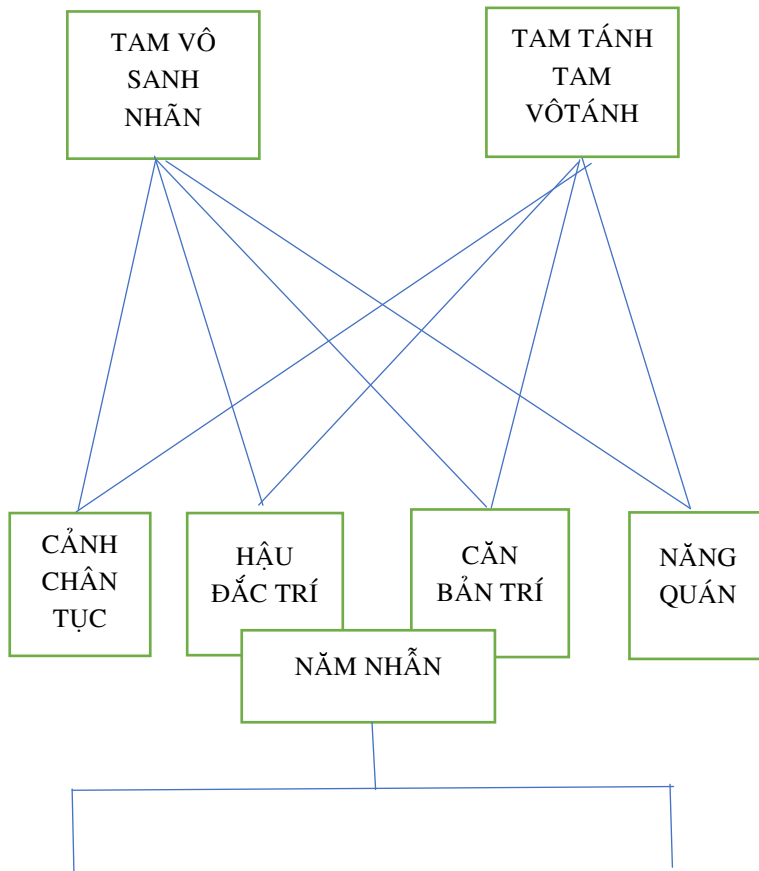 TAM VÔ
SANH
NHÃN
TAM TÁNH
TAM
VÔTÁNH
CẢNH
CHÂN
TỤC
HẬU
ĐẮC TRÍ
CĂN
BẢN TRÍ
NĂNG
QUÁN
NĂM NHẪN